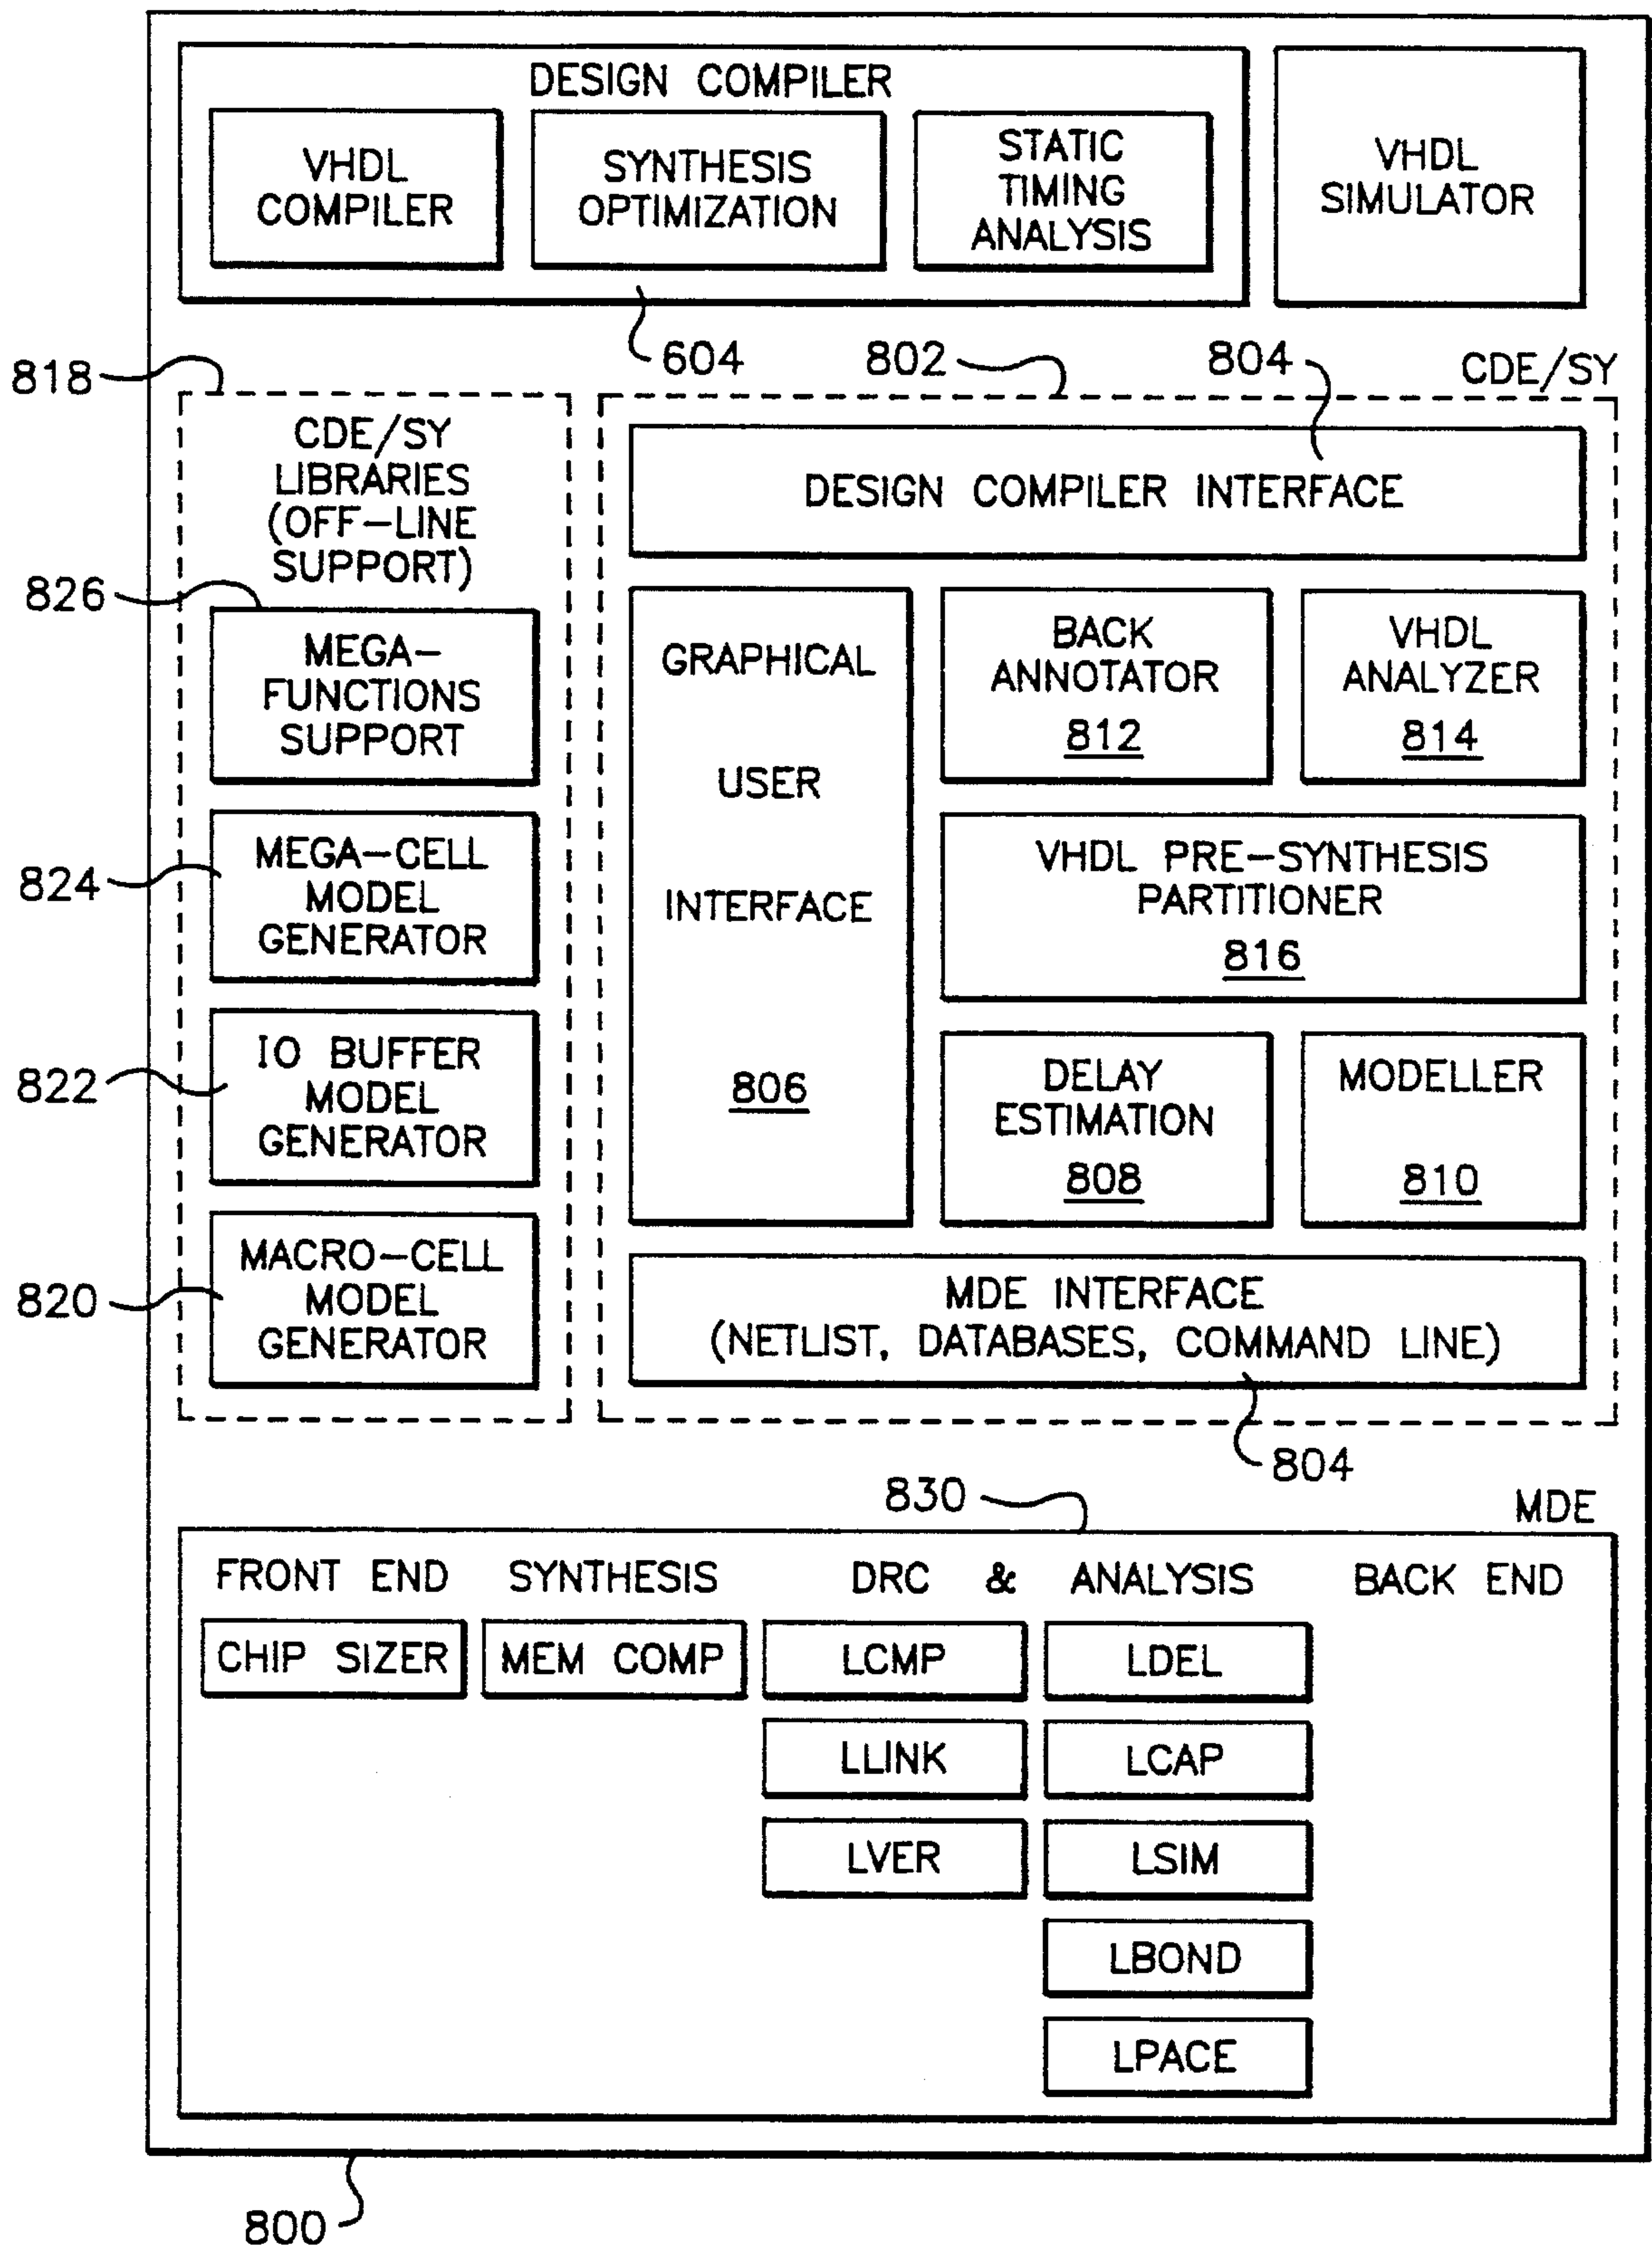 DESIGN COMPILER
VHDL
COMPILER
SYNTHESIS
OPTIMIZATION
STATIC
TIMING
ANALYSIS
VHDL
SIMULATOR
604
818
802
804
CDE/SY
CDE/SY
LIBRARIES
(OFF-LINE
SUPPORT)
826
MEGA-
FUNCTIONS
SUPPORT
824
MEGA-CELL
MODEL
GENERATOR
822
IO BUFFER
MODEL
GENERATOR
820
MACRO-CELL
MODEL
GENERATOR
DESIGN COMPILER INTERFACE
GRAPHICAL
USER
INTERFACE
806
BACK
ANNOTATOR
812
VHDL
ANALYZER
814
VHDL PRE-SYNTHESIS
PARTITIONER
816
DELAY
ESTIMATION
808
MODELLER
810
MDE INTERFACE
(NETLIST, DATABASES, COMMAND LINE)
804
830
MDE
FRONT END SYNTHESIS DRC & ANALYSIS BACK END
CHIP SIZER
MEM COMP
LCMP
LDEL
LLINK
LCAP
LVER
LSIM
LBOND
LPACE
800